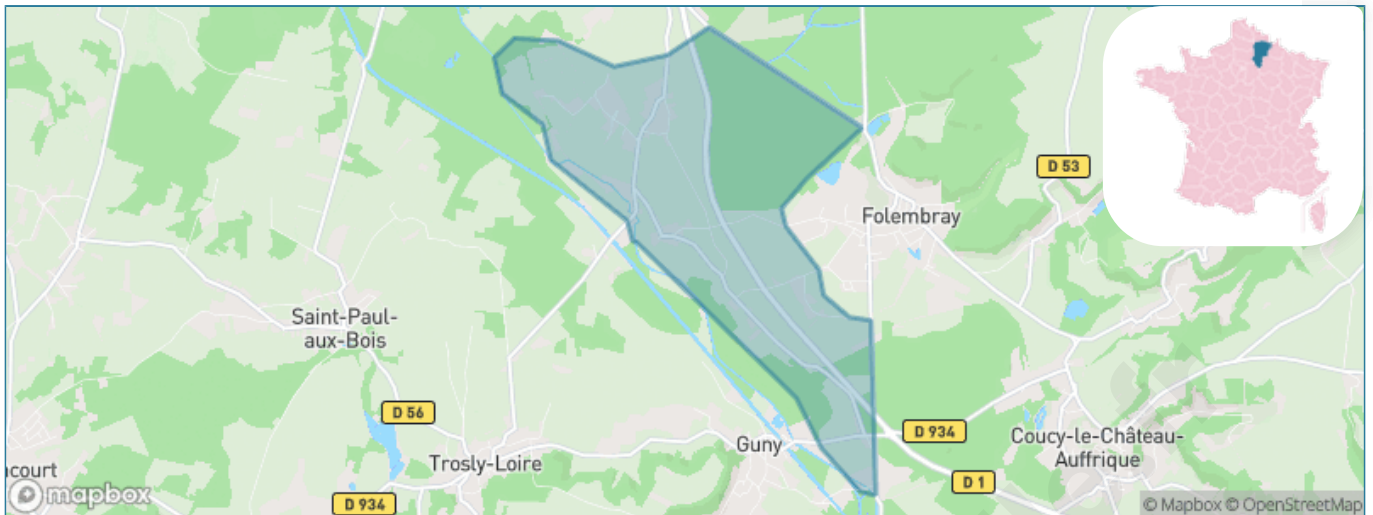 D 53
Folembray
Saint-Paul-
aux-Bois
D 56
D 934
Guny
Coucy-le-Château-
Auffrique
Trosly-Loire
ncourt
D 1
D 934
mapbox
© Mapbox © OpenStreetMap